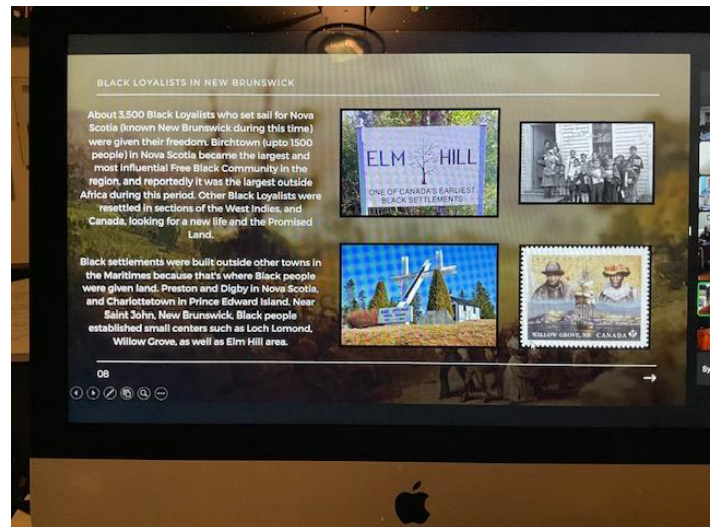 BLACK LOYALISTS IN NEW BRUNSWICK
About 3,500 Black Loyalists who set sail for Nova
Scotia (known New Brunswick during this time)
were given their freedom. Birchtown (upto 1500
people) in Nova Scotia became the largest and
most influential Free Black Community in the
region, and reportedly it was the largest outside
Africa during this period. Other Black Loyalists were
resettled in sections of the West Indies, and
Canada, looking for a new life and the Promised
Land.
Black settlements were built outside other towns in
the Maritimes because that's where Black people
were given land. Preston and Digby in Nova Scotia,
and Charlottetown in Prince Edward Island. Near
Saint John, New Brunswick, Black people
established small centers such as Loch Lomond,
Willow Grove, as well as Elm Hill area.
ELM HILL
ONE OF CANADA'S EARLIEST
BLACK SETTLEMENTS
WILLOW GROVE, NB CANADA P
08
Sy